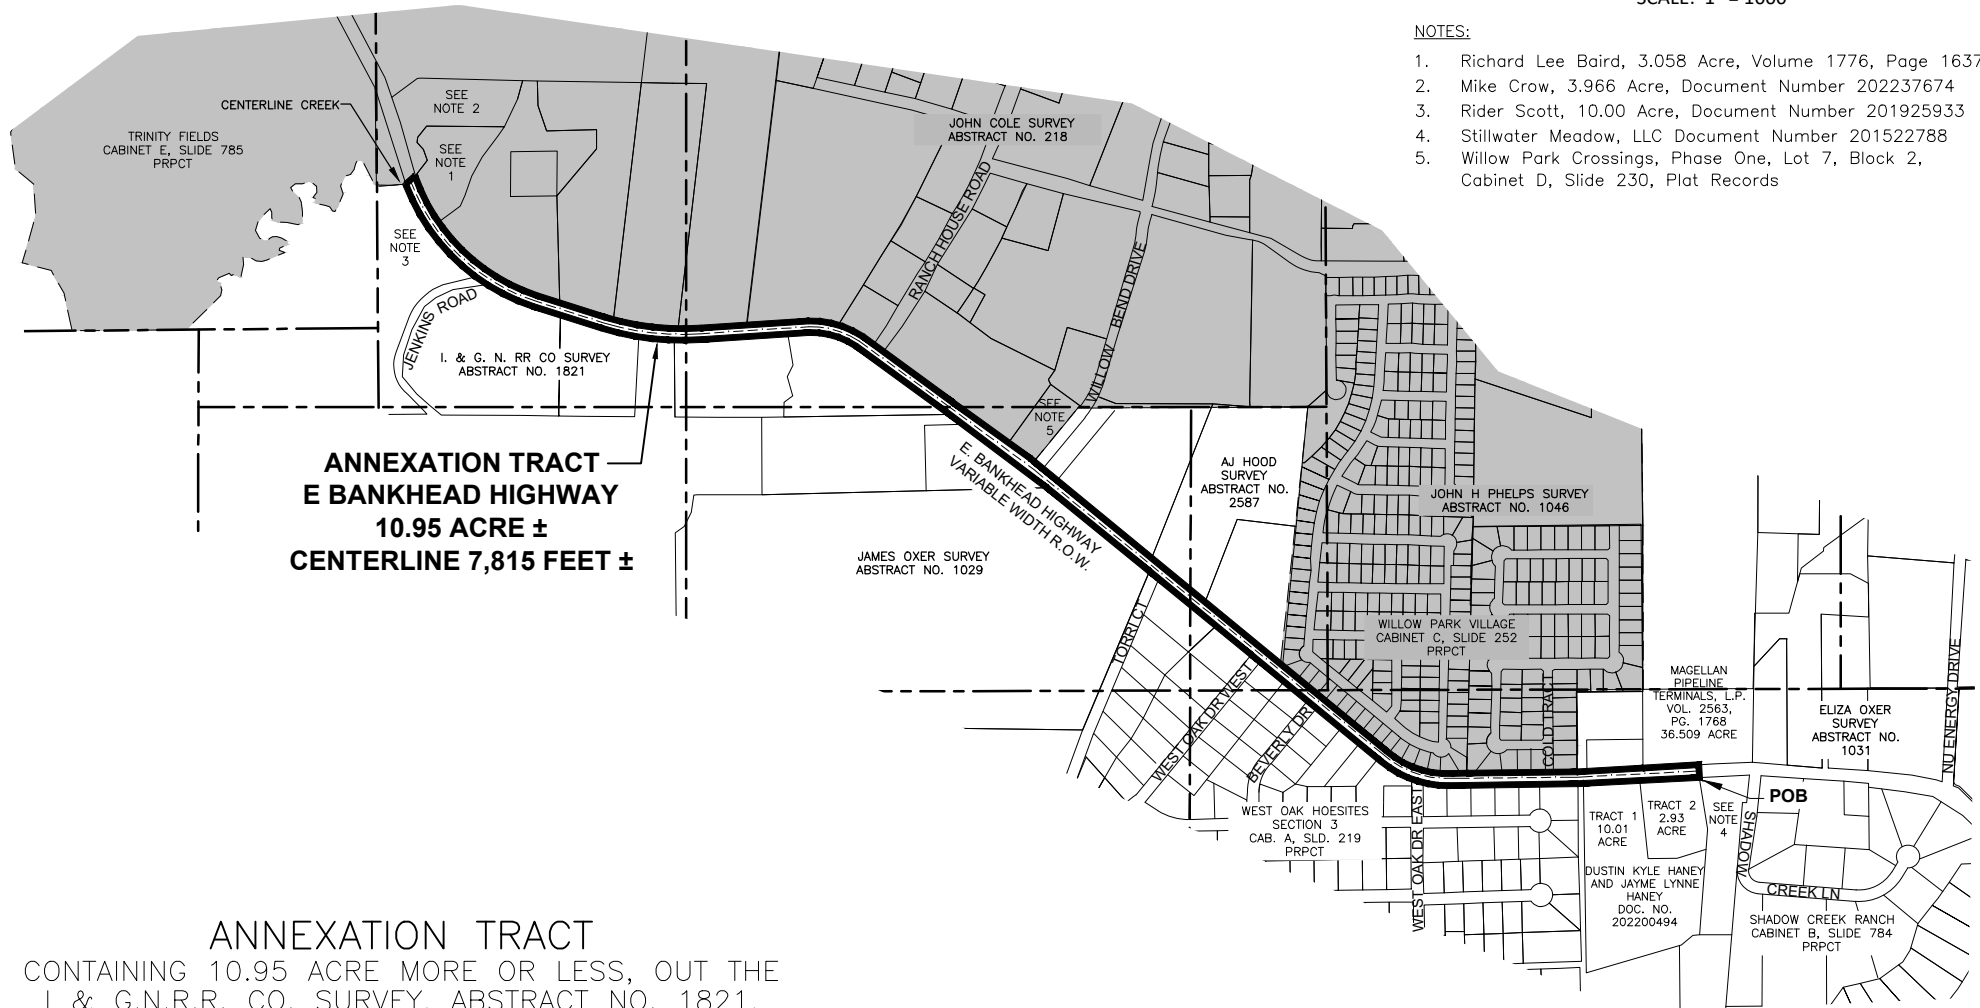 SCALE: 1" = 1000'
NOTES:
1. Richard Lee Baird, 3.058 Acre, Volume 1776, Page 1637
2. Mike Crow, 3.966 Acre, Document Number 202237674
3. Rider Scott, 10.00 Acre, Document Number 201925933
4. Stillwater Meadow, LLC Document Number 201522788
5. Willow Park Crossings, Phase One, Lot 7, Block 2,
Cabinet D, Slide 230, Plat Records
CENTERLINE CREEK
TRINITY FIELDS
CABINET E, SLIDE 785
PRPCT
SEE
NOTE 2
SEE
NOTE
1
SEE
NOTE
3
JOHN COLE SURVEY
ABSTRACT NO. 218
RANCH HOUSE ROAD
WILLOW BEND DRIVE
JENKINS ROAD
I. & G. N. RR CO SURVEY
ABSTRACT NO. 1821
SEE
NOTE
5
ANNEXATION TRACT
E BANKHEAD HIGHWAY
10.95 ACRE ±
CENTERLINE 7,815 FEET ±
E. BANKHEAD HIGHWAY
VARIABLE WIDTH R.O.W.
AJ HOOD
SURVEY
ABSTRACT NO.
2587
JOHN H PHELPS SURVEY
ABSTRACT NO. 1046
JAMES OXER SURVEY
ABSTRACT NO. 1029
TORRI CT
WEST OAK DR WEST
BEVERLY DR
WILLOW PARK VILLAGE
CABINET C, SLIDE 252
PRPCT
COLD TRACT
MAGELLAN
PIPELINE
TERMINALS, L.P.
VOL. 2563,
PG. 1768
36.509 ACRE
ELIZA OXER
SURVEY
ABSTRACT NO.
1031
NU ENERGY DRIVE
POB
WEST OAK HOESITES
SECTION 3
CAB. A, SLD. 219
PRPCT
WEST OAK DR EAST
TRACT 1
10.01
ACRE
TRACT 2
2.93
ACRE
SEE
NOTE
4
SHADOW
CREEK LN
DUSTIN KYLE HANEY
AND JAYME LYNNE
HANEY
DOC. NO.
202200494
SHADOW CREEK RANCH
CABINET B, SLIDE 784
PRPCT
ANNEXATION TRACT
CONTAINING 10.95 ACRE MORE OR LESS, OUT THE
I. & G.N.R.R. CO. SURVEY, ABSTRACT NO. 1821,